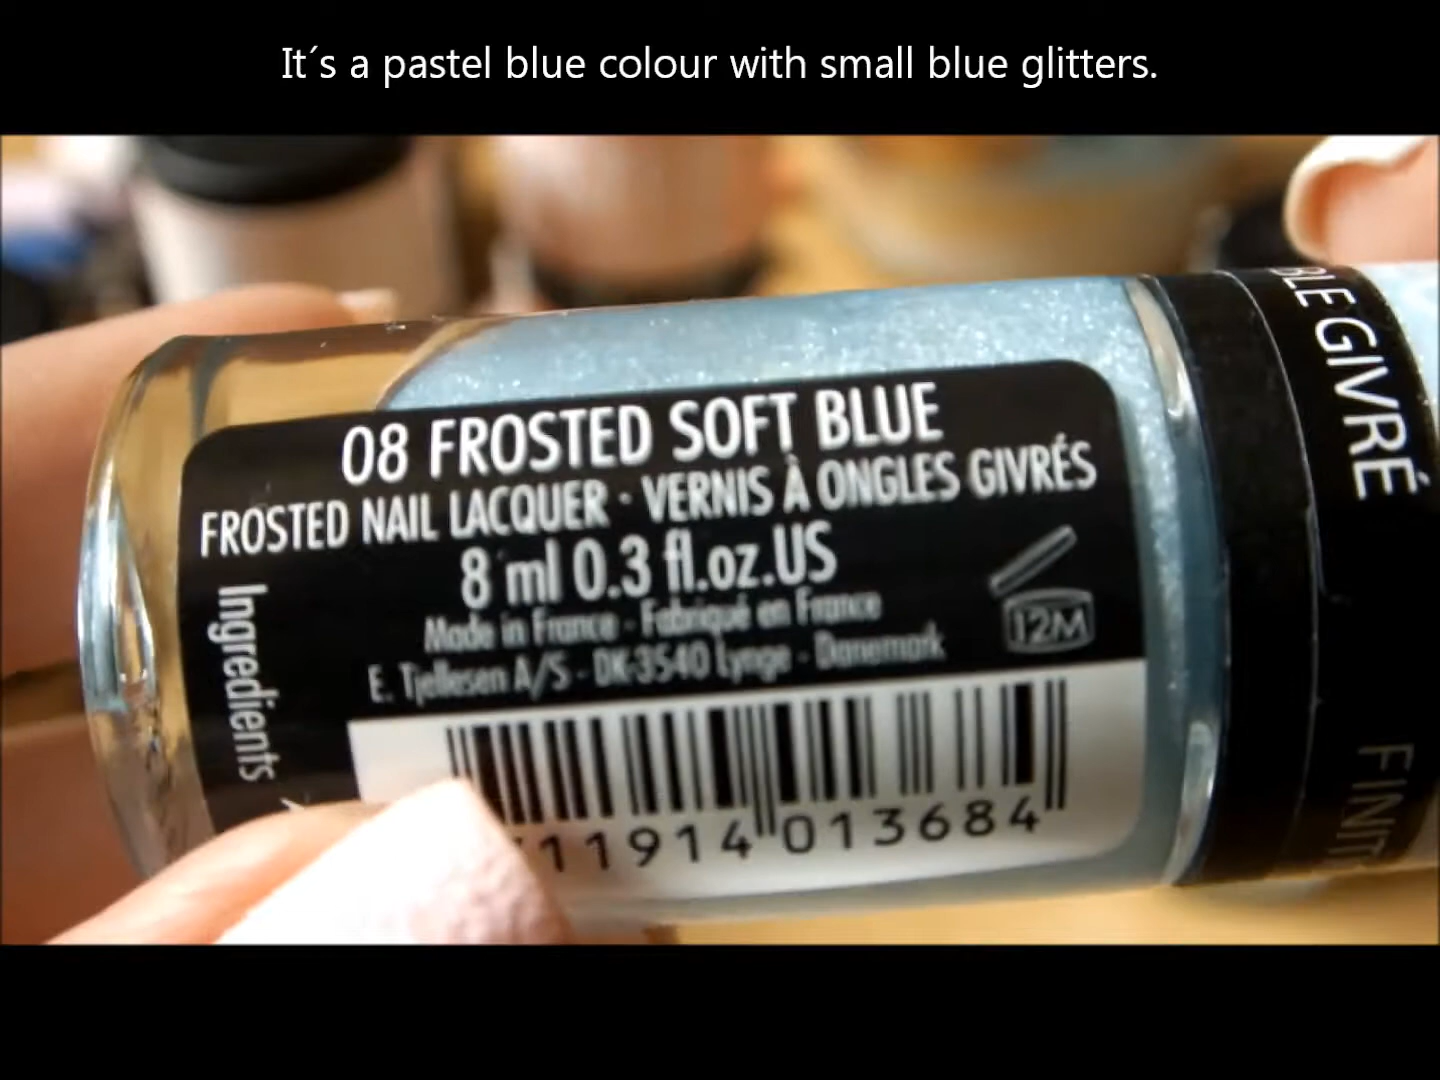 It´s a pastel blue colour with small blue glitters.
08 FROSTED SOFT BLUE
FROSTED NAIL LACQUER · VERNIS À ONGLES GIVRÉS
8 ml 0.3 fl.oz.US
Made in France - Fabriqué en France
E. Tjellesen A/S - DK-3540 Lynge - Danemark
12M
Ingredients
11914 013684
GIVRÉ